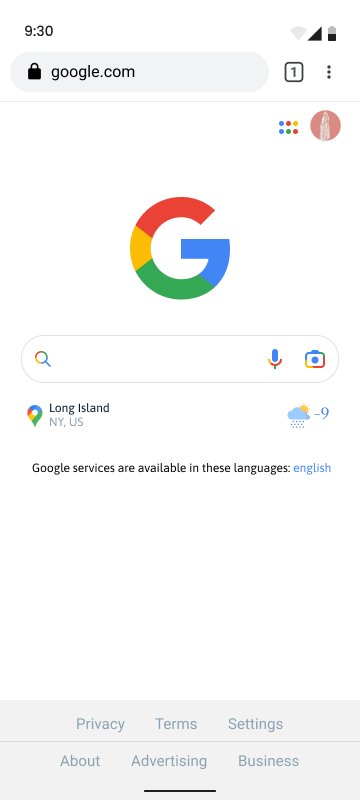 9:30
google.com
1
Long Island
NY, US
-9
Google services are available in these languages: english
Privacy Terms Settings
About Advertising Business